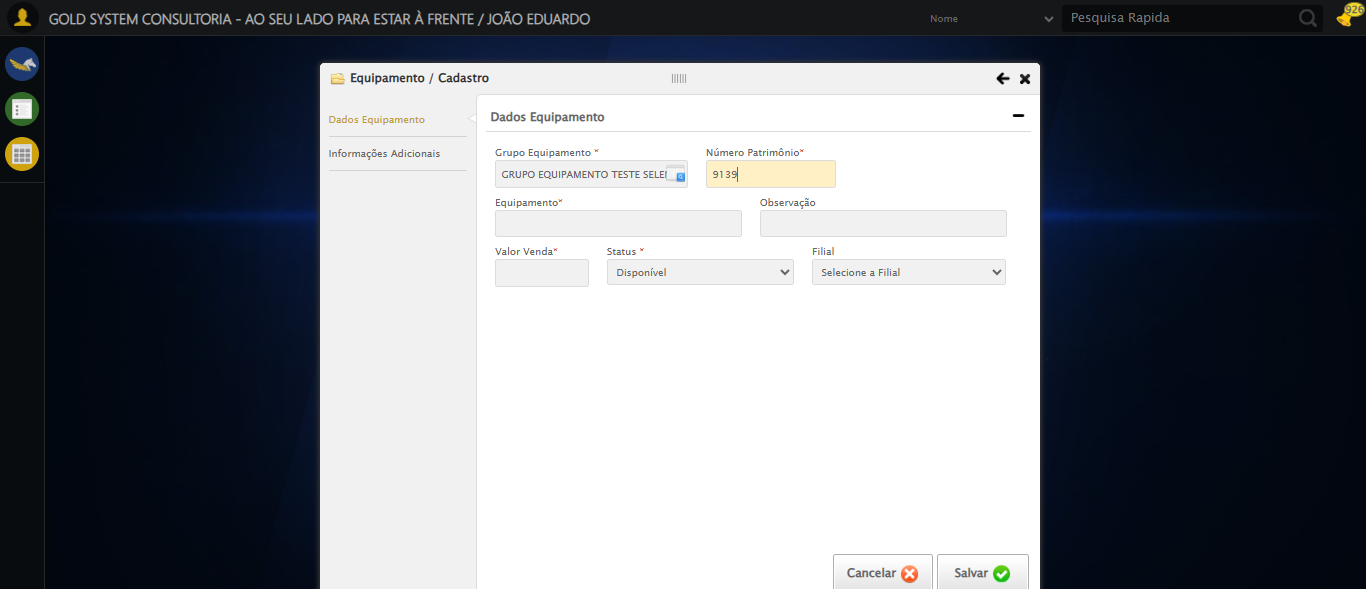 GOLD SYSTEM CONSULTORIA - AO SEU LADO PARA ESTAR À FRENTE / JOÃO EDUARDO
Nome
Pesquisa Rapida
926
Equipamento / Cadastro
Dados Equipamento
Informações Adicionais
Dados Equipamento
Grupo Equipamento * Número Patrimônio*
GRUPO EQUIPAMENTO TESTE SELE 9139
Equipamento* Observação
Valor Venda* Status * Filial
Disponível Selecione a Filial
Cancelar Salvar